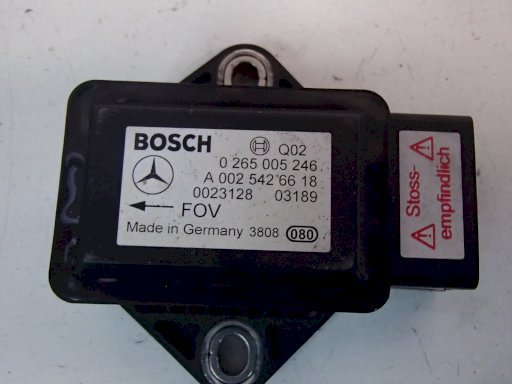 BOSCH Q02
0 265 005 246
A 002 542 66 18
0023128 03189
FOV
Made in Germany 3808 080
Stoss-
empfindlich